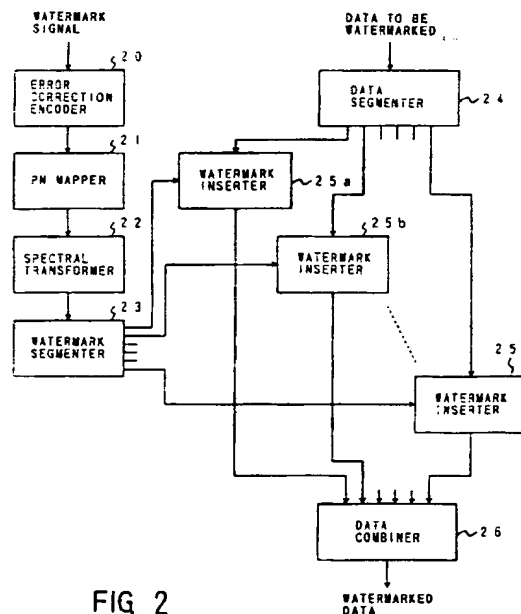 WATERMARK
SIGNAL
20
ERROR
CORRECTION
ENCODER
21
PN MAPPER
22
SPECTRAL
TRANSFORMER
23
WATERMARK
SEGMENTER
DATA TO BE
WATERMARKED
DATA
SEGMENTER
24
WATERMARK
INSERTER
25a
25b
WATERMARK
INSERTER
25
WATERMARK
INSERTER
DATA
COMBINER
26
WATERMARKED
DATA
FIG 2